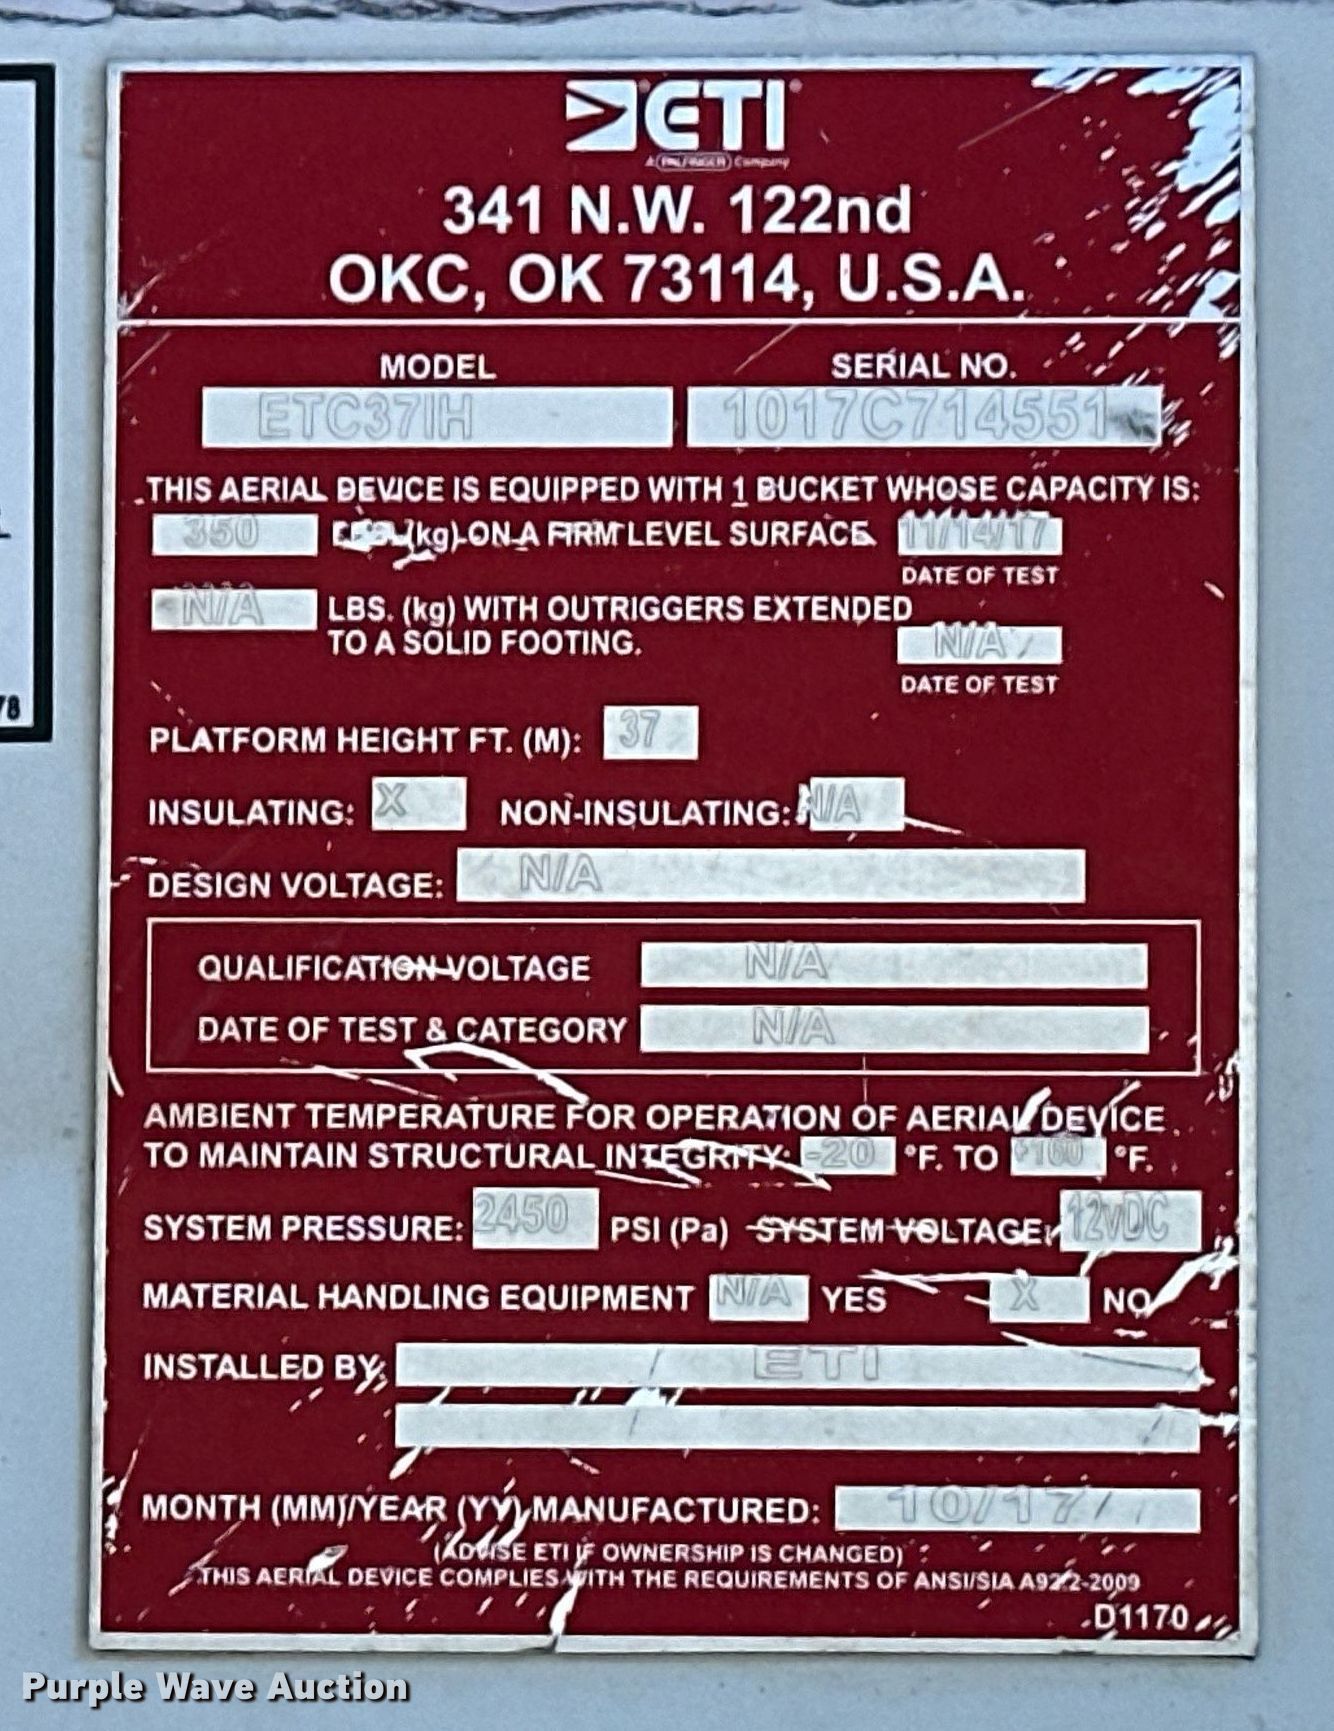 ETI
A PALFINGER Company
341 N.W. 122nd
OKC, OK 73114, U.S.A.
MODEL SERIAL NO.
ETC37IH 1017C714551
THIS AERIAL DEVICE IS EQUIPPED WITH 1 BUCKET WHOSE CAPACITY IS:
350 LBS. (kg) ON A FIRM LEVEL SURFACE. 11/14/17
DATE OF TEST
N/A LBS. (kg) WITH OUTRIGGERS EXTENDED
TO A SOLID FOOTING. N/A
DATE OF TEST
PLATFORM HEIGHT FT. (M): 37
INSULATING: X NON-INSULATING: N/A
DESIGN VOLTAGE: N/A
QUALIFICATION VOLTAGE N/A
DATE OF TEST & CATEGORY N/A
AMBIENT TEMPERATURE FOR OPERATION OF AERIAL DEVICE
TO MAINTAIN STRUCTURAL INTEGRITY: -20 °F. TO °F.
SYSTEM PRESSURE: 2450 PSI (Pa) SYSTEM VOLTAGE: 12vDC
MATERIAL HANDLING EQUIPMENT N/A YES X NO
INSTALLED BY: ETI
MONTH (MM)/YEAR (YY) MANUFACTURED: 10/17
(ADVISE ETI IF OWNERSHIP IS CHANGED)
THIS AERIAL DEVICE COMPLIES WITH THE REQUIREMENTS OF ANSI/SIA A92.2-2009
D1170
78
Purple Wave Auction